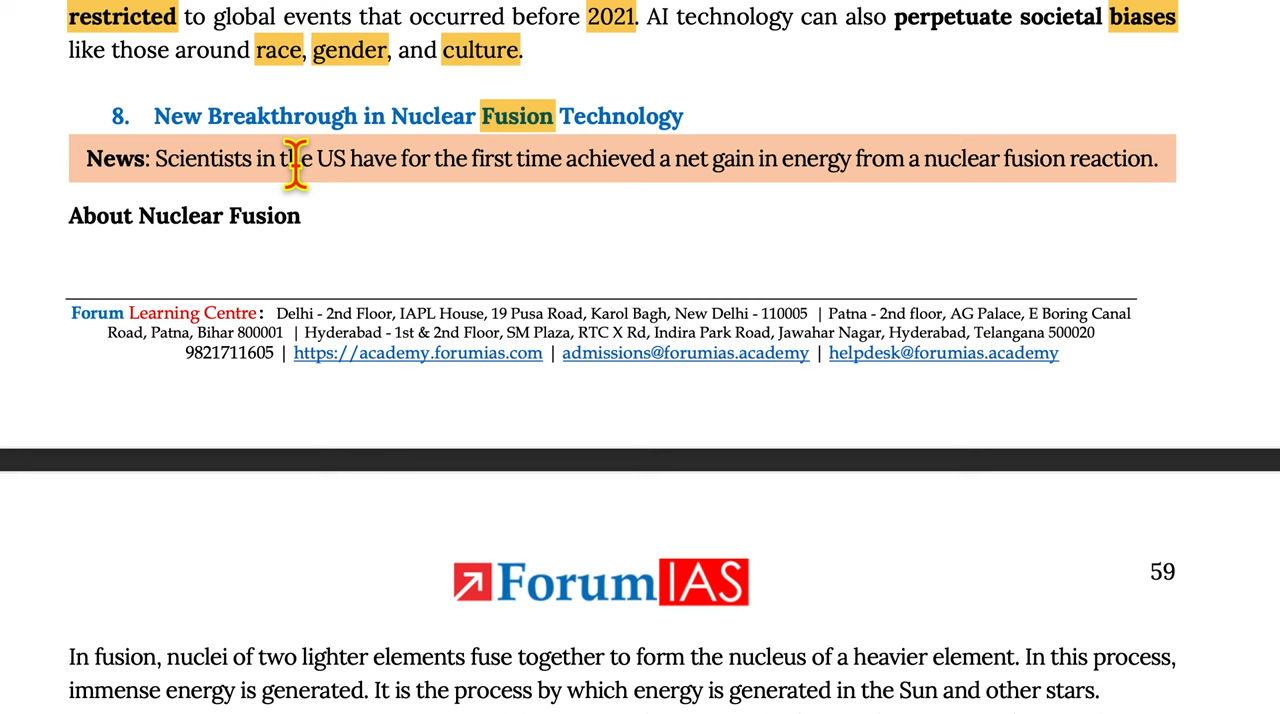 restricted to global events that occurred before 2021. AI technology can also perpetuate societal biases
like those around race, gender, and culture.
8. New Breakthrough in Nuclear Fusion Technology
News: Scientists in the US have for the first time achieved a net gain in energy from a nuclear fusion reaction.
About Nuclear Fusion
Forum Learning Centre: Delhi - 2nd Floor, IAPL House, 19 Pusa Road, Karol Bagh, New Delhi - 110005 | Patna - 2nd floor, AG Palace, E Boring Canal
Road, Patna, Bihar 800001 | Hyderabad - 1st & 2nd Floor, SM Plaza, RTC X Rd, Indira Park Road, Jawahar Nagar, Hyderabad, Telangana 500020
9821711605 | https://academy.forumias.com | admissions@forumias.academy | helpdesk@forumias.academy
ForumIAS
59
In fusion, nuclei of two lighter elements fuse together to form the nucleus of a heavier element. In this process,
immense energy is generated. It is the process by which energy is generated in the Sun and other stars.